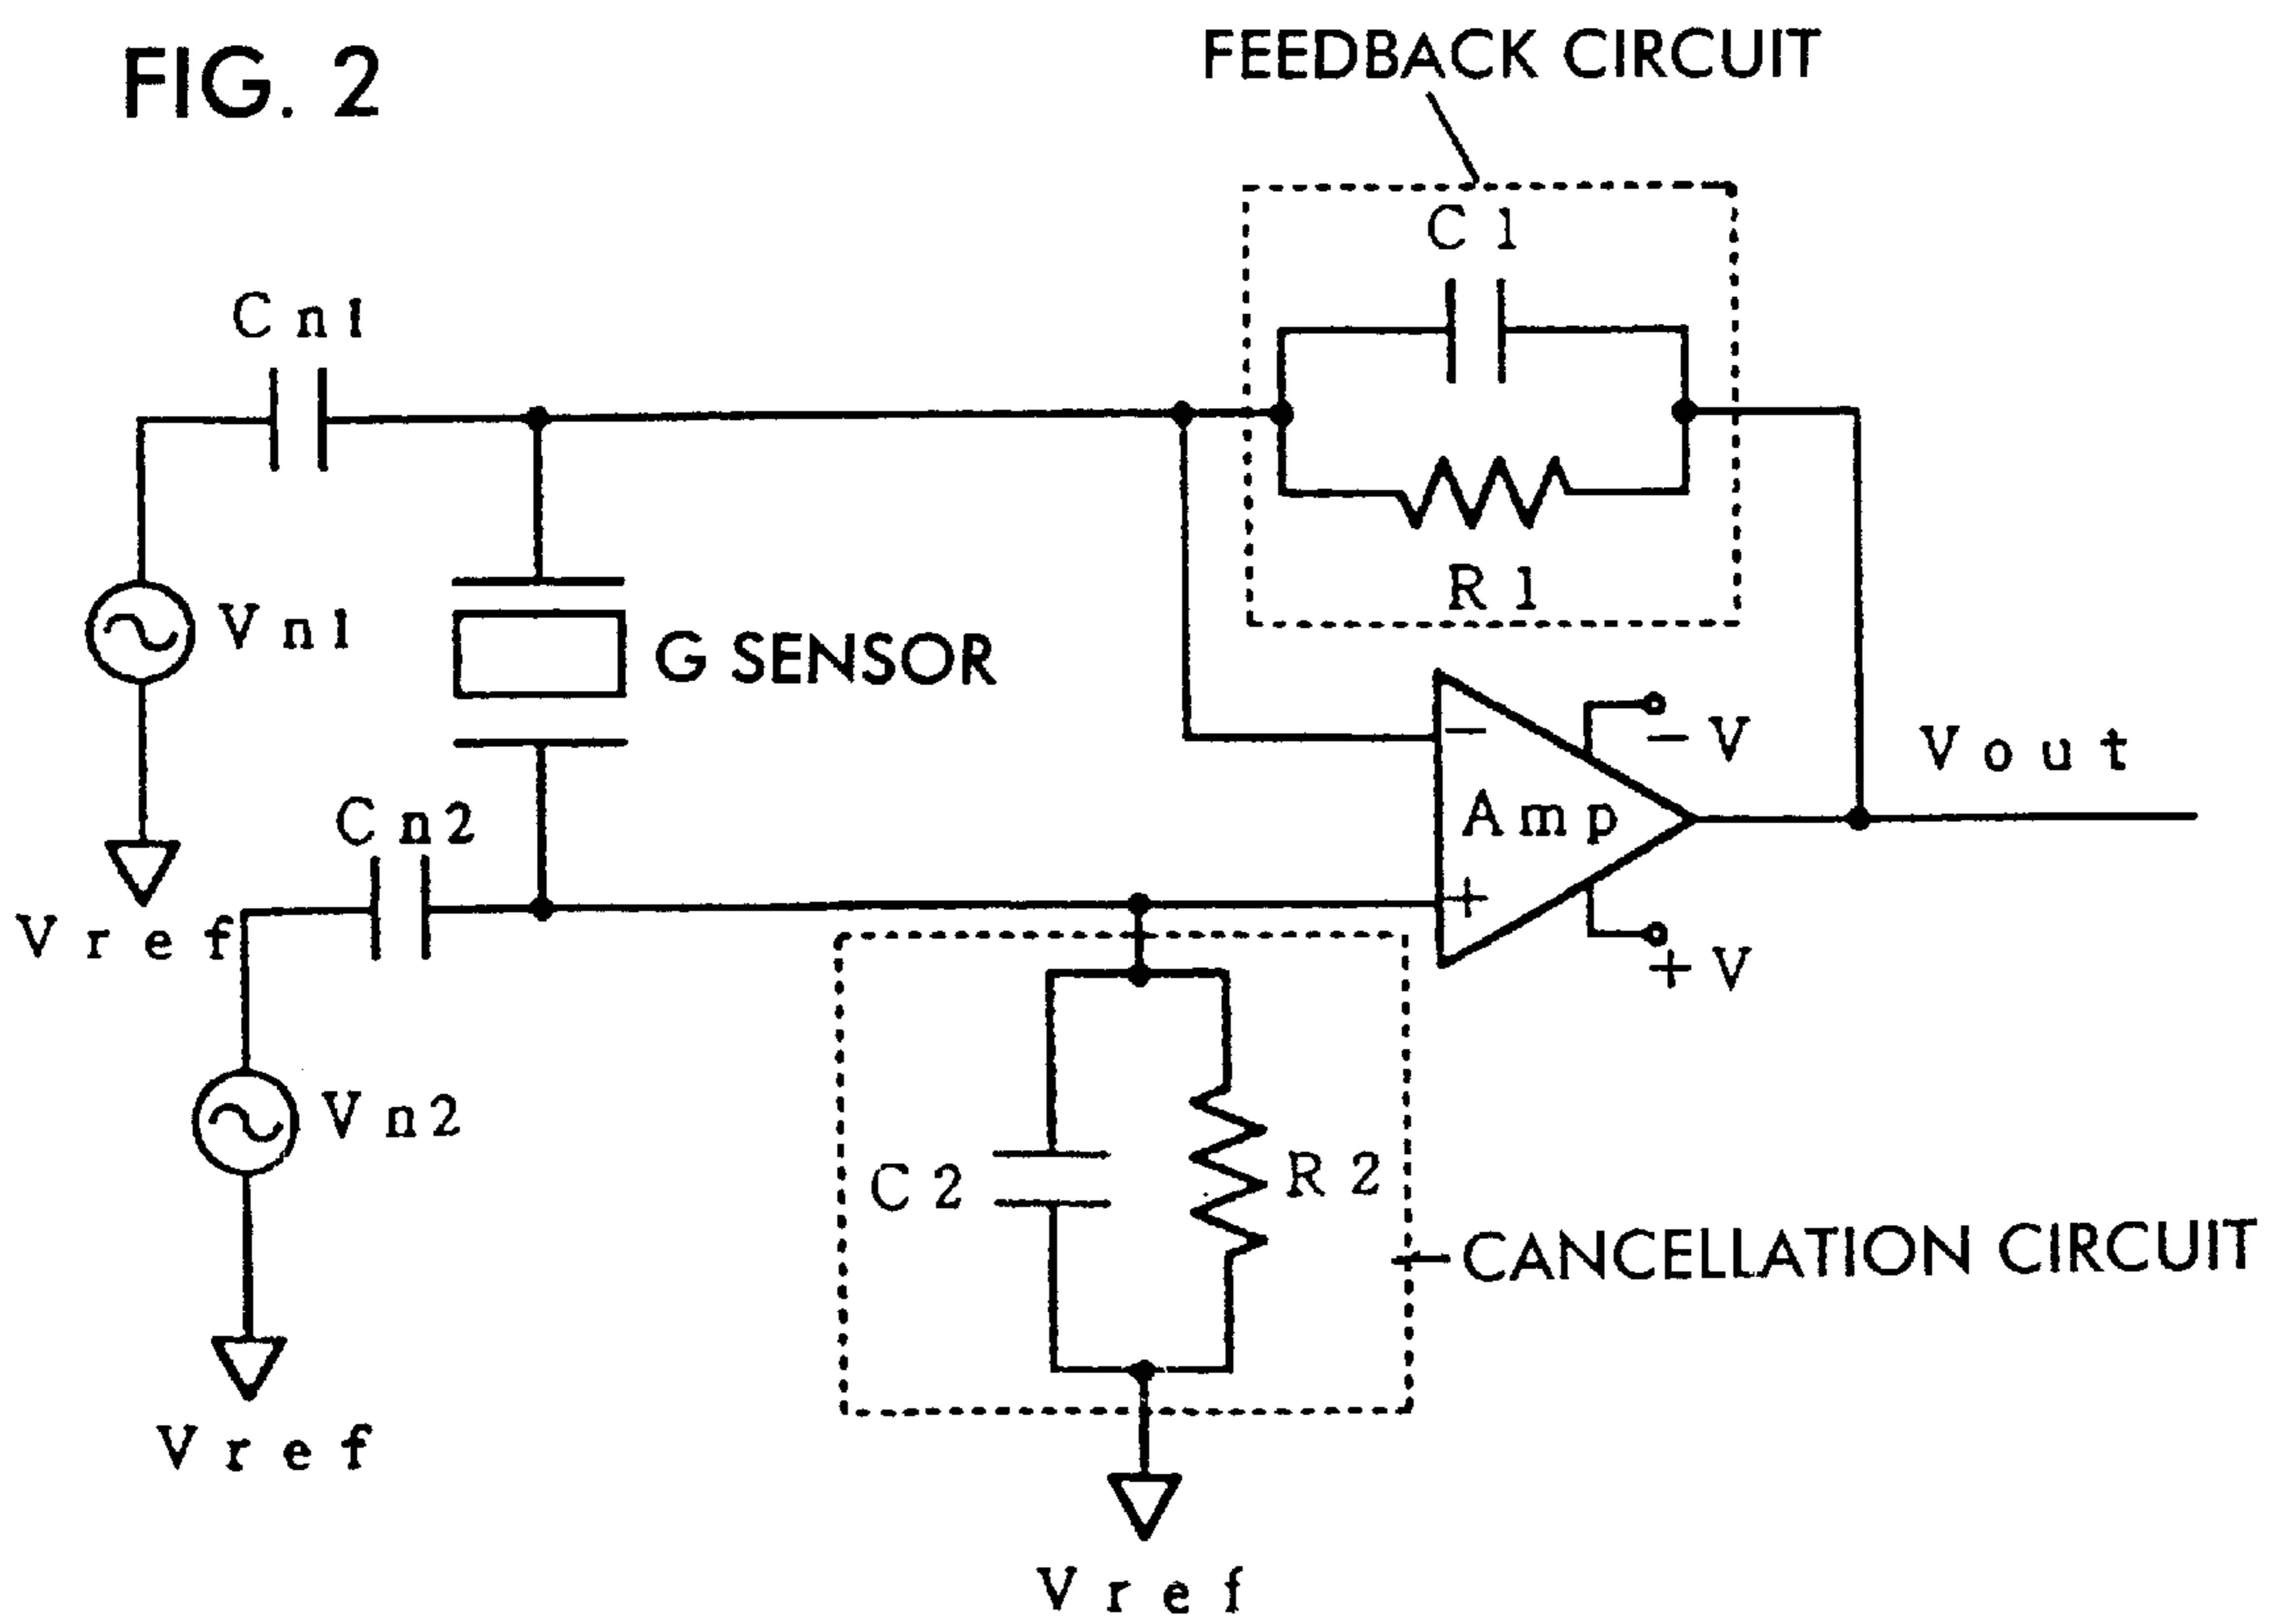 FIG. 2
FEEDBACK CIRCUIT
C1
Cn1
R1
Vn1
G SENSOR
-V
Vout
Cn2
Amp
-
+
Vref
+V
Vn2
C2
R2
CANCELLATION CIRCUIT
Vref
Vref